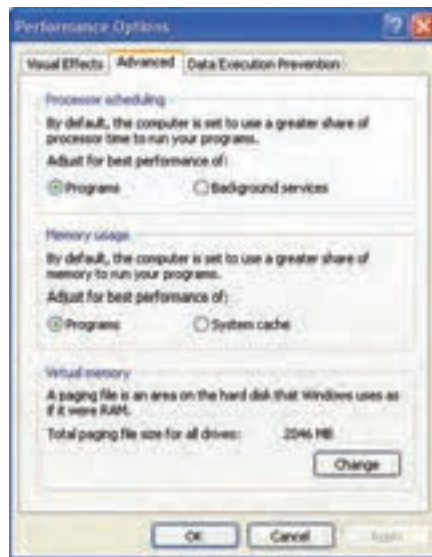 Performance Options
Visual Effects
Advanced
Data Execution Prevention
Processor scheduling
By default, the computer is set to use a greater share of
processor time to run your programs.
Adjust for best performance of:
Programs
Background services
Memory usage
By default, the computer is set to use a greater share of
memory to run your programs.
Adjust for best performance of:
Programs
System cache
Virtual memory
A paging file is an area on the hard disk that Windows uses as
if it were RAM.
Total paging file size for all drives:
2046 MB
Change
OK
Cancel
Apply